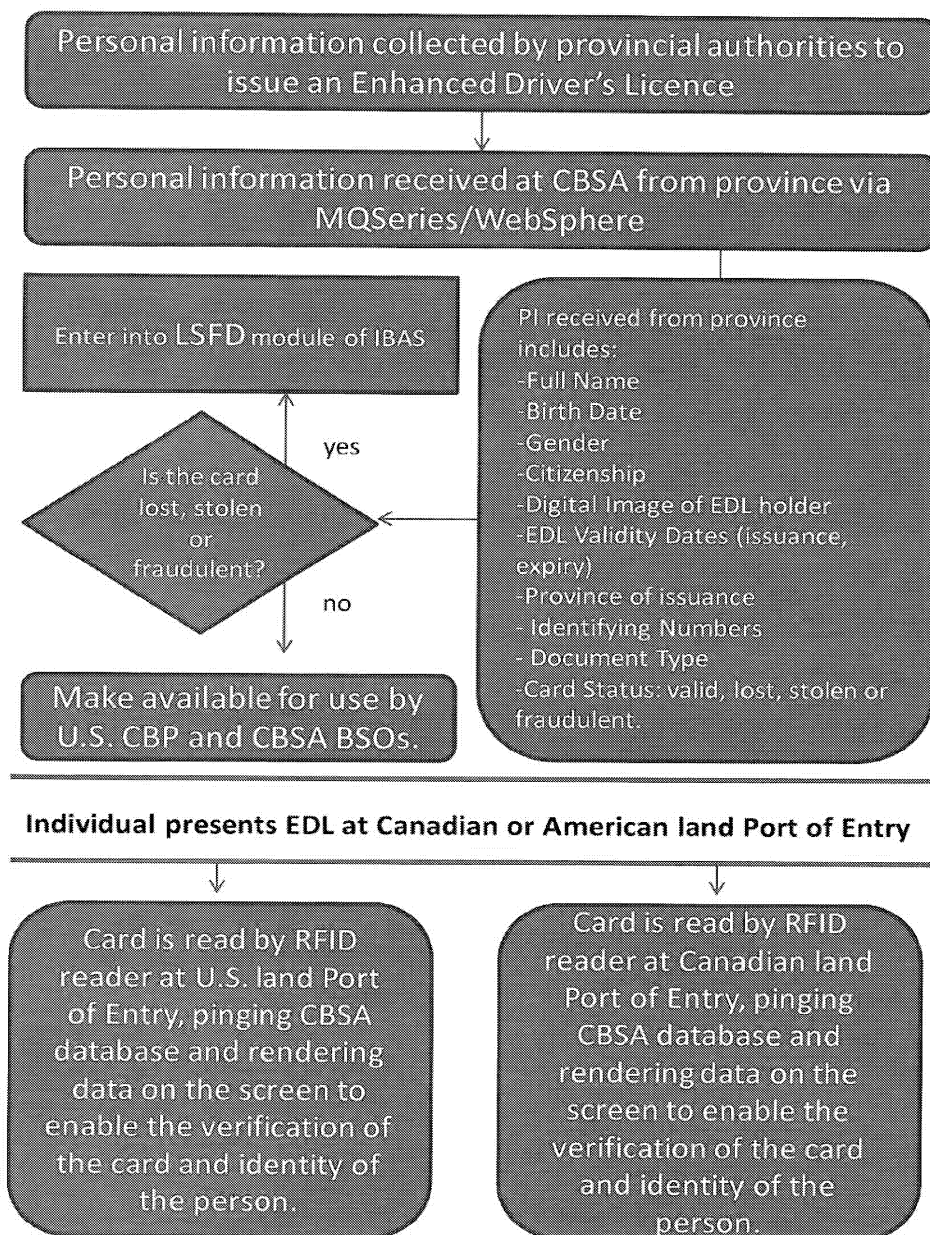 Personal information collected by provincial authorities to
issue an Enhanced Driver's Licence
Personal information received at CBSA from province via
MQSeries/WebSphere
Enter into LSFD module of IBAS
PI received from province
includes:
-Full Name
-Birth Date
-Gender
-Citizenship
-Digital Image of EDL holder
-EDL Validity Dates (issuance,
expiry)
-Province of issuance
- Identifying Numbers
- Document Type
-Card Status: valid, lost, stolen or
fraudulent.
yes
Is the card
lost, stolen
or
fraudulent?
no
Make available for use by
U.S. CBP and CBSA BSOs.
Individual presents EDL at Canadian or American land Port of Entry
Card is read by RFID
reader at U.S. land Port
of Entry, pinging CBSA
database and rendering
data on the screen to
enable the verification of
the card and identity of
the person.
Card is read by RFID
reader at Canadian land
Port of Entry, pinging
CBSA database and
rendering data on the
screen to enable the
verification of the card
and identity of the
person.